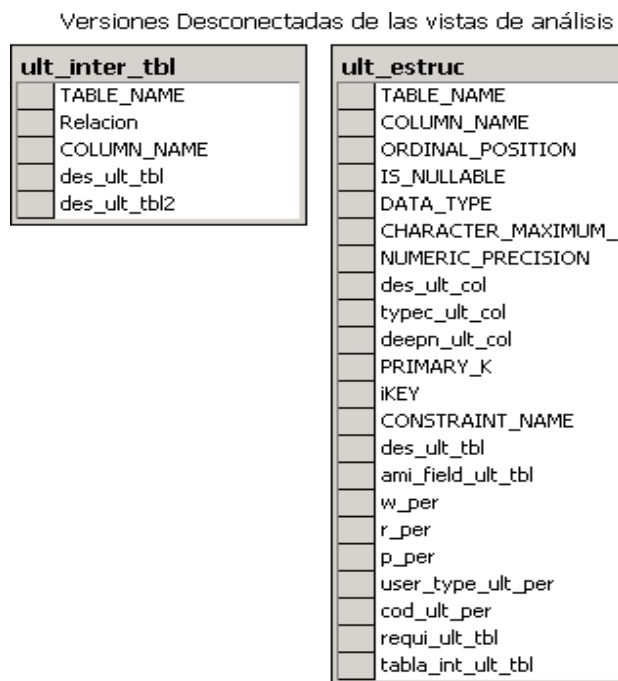 Versiones Desconectadas de las vistas de análisis
ult_inter_tbl
TABLE_NAME
Relacion
COLUMN_NAME
des_ult_tbl
des_ult_tbl2
ult_estruc
TABLE_NAME
COLUMN_NAME
ORDINAL_POSITION
IS_NULLABLE
DATA_TYPE
CHARACTER_MAXIMUM_
NUMERIC_PRECISION
des_ult_col
typec_ult_col
deepn_ult_col
PRIMARY_K
iKEY
CONSTRAINT_NAME
des_ult_tbl
ami_field_ult_tbl
w_per
r_per
p_per
user_type_ult_per
cod_ult_per
requi_ult_tbl
tabla_int_ult_tbl